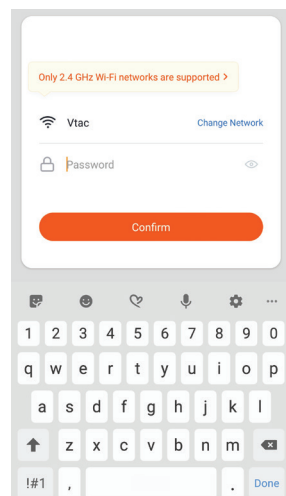 Only 2.4 GHz Wi-Fi networks are supported >
Vtac Change Network
Password
Confirm
1 2 3 4 5 6 7 8 9 0
q w e r t y u i o p
a s d f g h j k l
z x c v b n m
!#1 , . Done